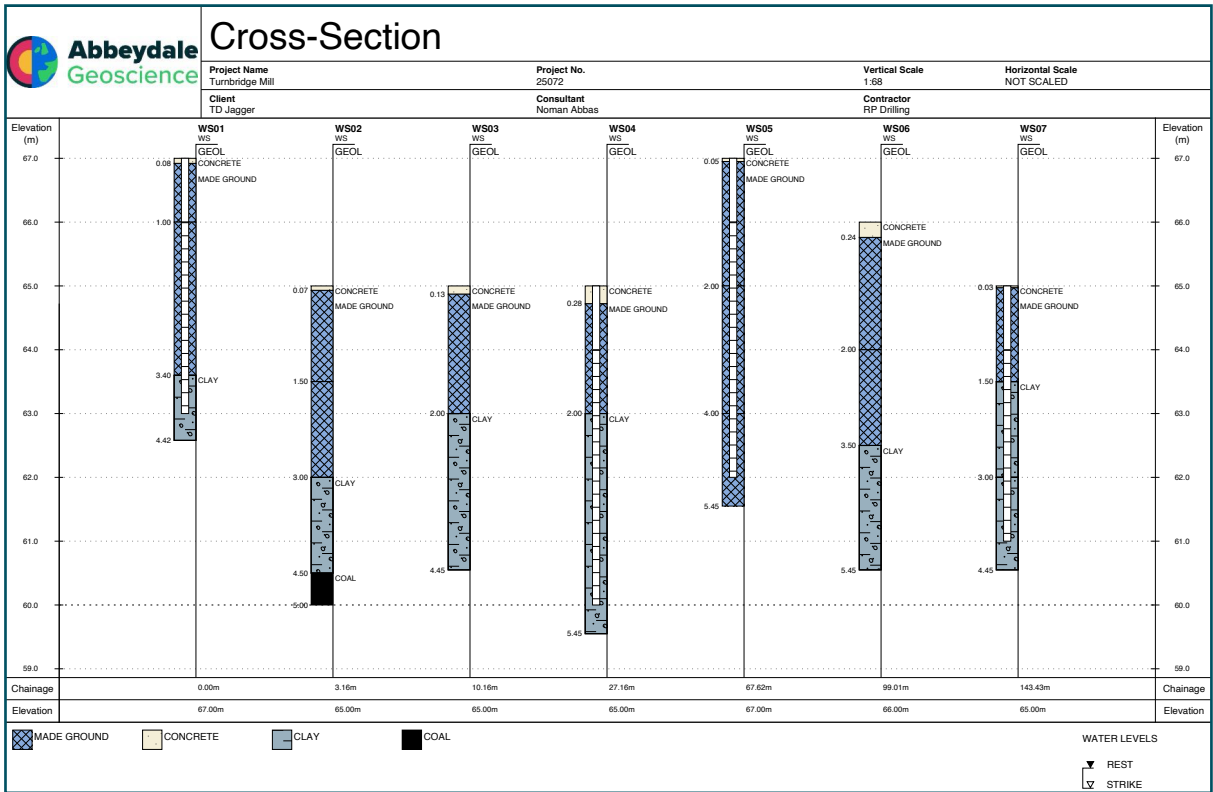 Abbeydale
Geoscience
Cross-Section
Project Name Project No. Vertical Scale Horizontal Scale
Turnbridge Mill 25072 1:68 NOT SCALED
Client Consultant Contractor
TD Jagger Noman Abbas RP Drilling
Elevation WS01 WS02 WS03 WS04 WS05 WS06 WS07 Elevation
(m) WS WS WS WS WS WS WS (m)
GEOL GEOL GEOL GEOL GEOL GEOL GEOL
67.0 67.0
0.08 CONCRETE 0.05 CONCRETE
MADE GROUND MADE GROUND
66.0 1.00 66.0
CONCRETE
0.24 MADE GROUND
65.0 2.00 65.0
0.07 CONCRETE 0.13 CONCRETE 0.28 CONCRETE 0.03 CONCRETE
MADE GROUND MADE GROUND MADE GROUND MADE GROUND
64.0 2.00 64.0
3.40 CLAY 1.50 1.50 CLAY
63.0 2.00 CLAY 2.00 CLAY 4.00 63.0
4.42 3.50 CLAY
62.0 3.00 CLAY 3.00 62.0
5.45
61.0 61.0
4.50 COAL 4.45 5.45 4.45
60.0 5.00 60.0
5.45
59.0 59.0
Chainage 0.00m 3.16m 10.16m 27.16m 67.62m 99.01m 143.43m Chainage
Elevation 67.00m 65.00m 65.00m 65.00m 67.00m 66.00m 65.00m Elevation
MADE GROUND CONCRETE CLAY COAL
WATER LEVELS
REST
STRIKE